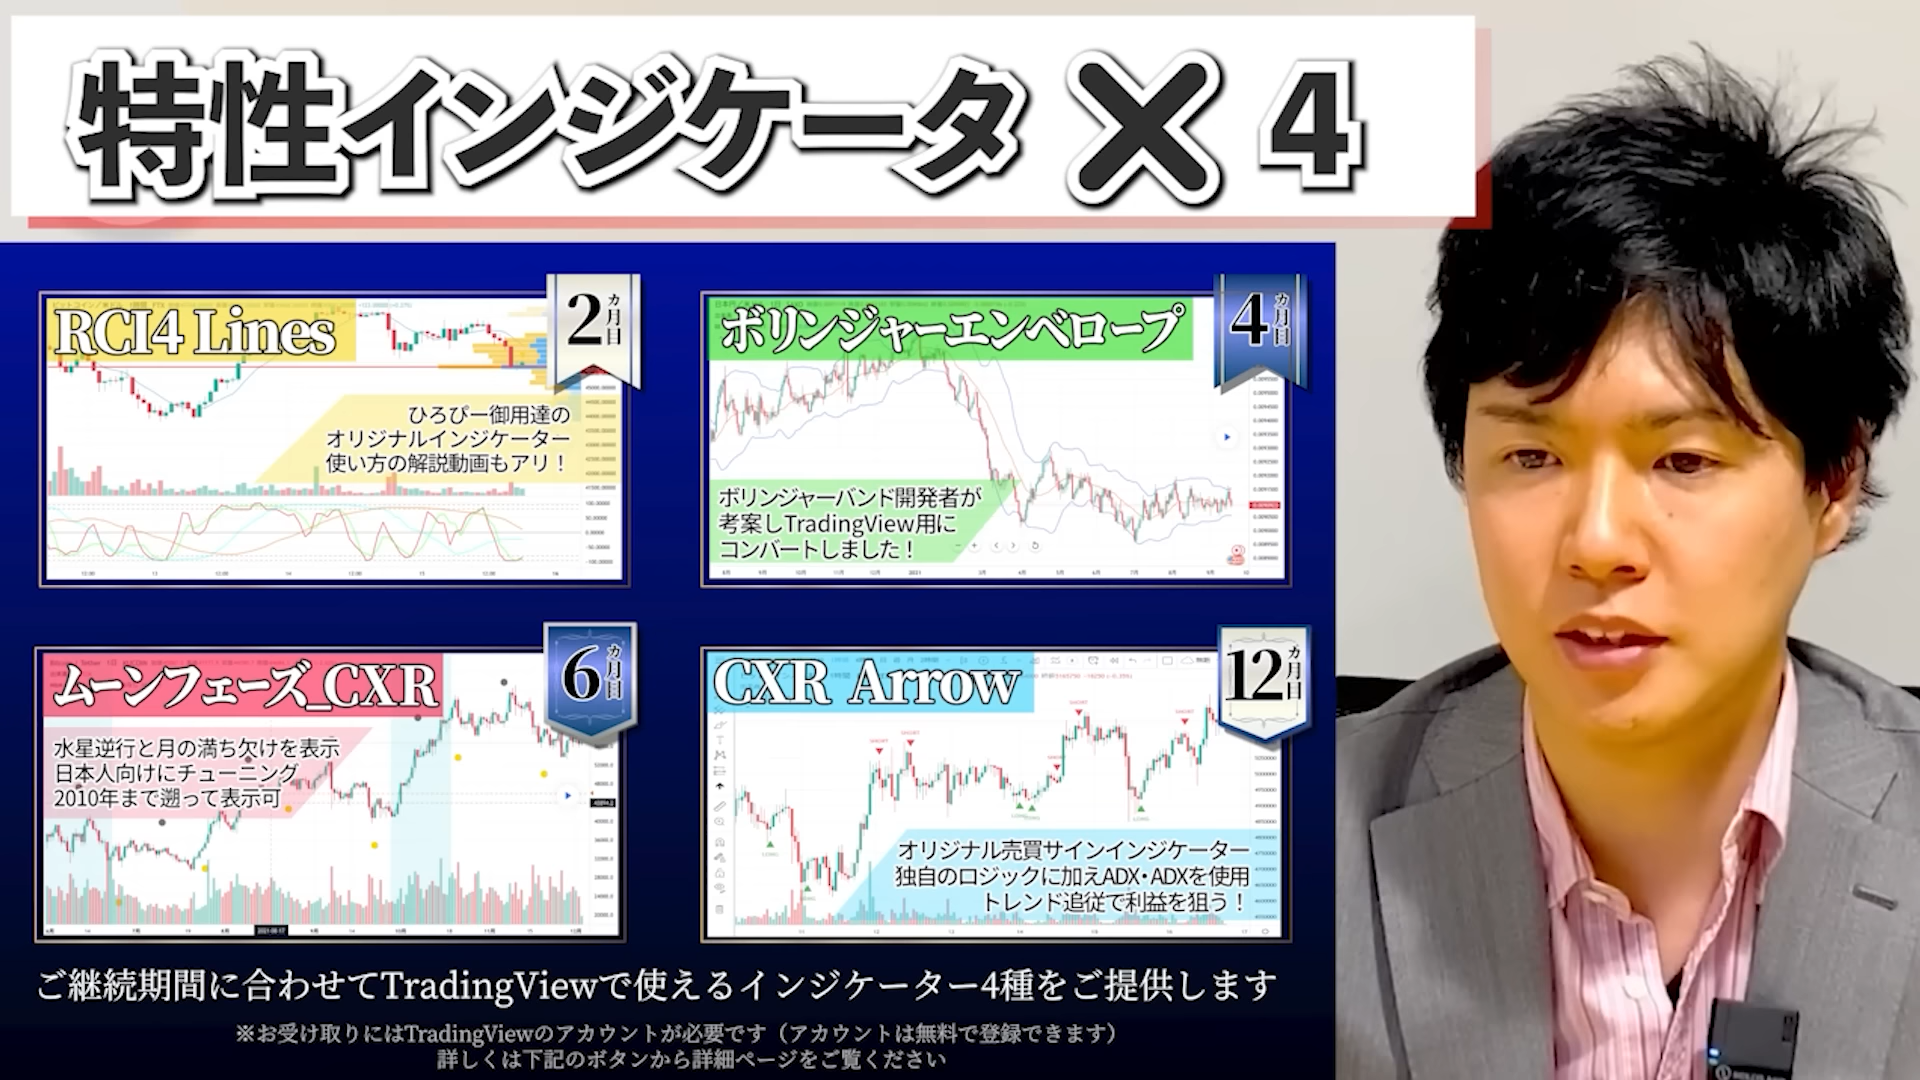 特性インジケータ×4
RCI4 Lines
2カ月目
ひろぴー御用達の
オリジナルインジケーター
使い方の解説動画もアリ！
ボリンジャーエンベロープ
4カ月目
ボリンジャーバンド開発者が
考案しTradingView用に
コンバートしました！
ムーンフェーズ_CXR
6カ月目
水星逆行と月の満ち欠けを表示
日本人向けにチューニング
2010年まで遡って表示可
CXR Arrow
12カ月目
SHORT
SHORT
SHORT
SHORT
LONG
LONG
オリジナル売買サインインジケーター
独自のロジックに加えADX・ADXを使用
トレンド追従で利益を狙う！
ご継続期間に合わせてTradingViewで使えるインジケーター4種をご提供します
※お受け取りにはTradingViewのアカウントが必要です（アカウントは無料で登録できます）
詳しくは下記のボタンから詳細ページをご覧ください